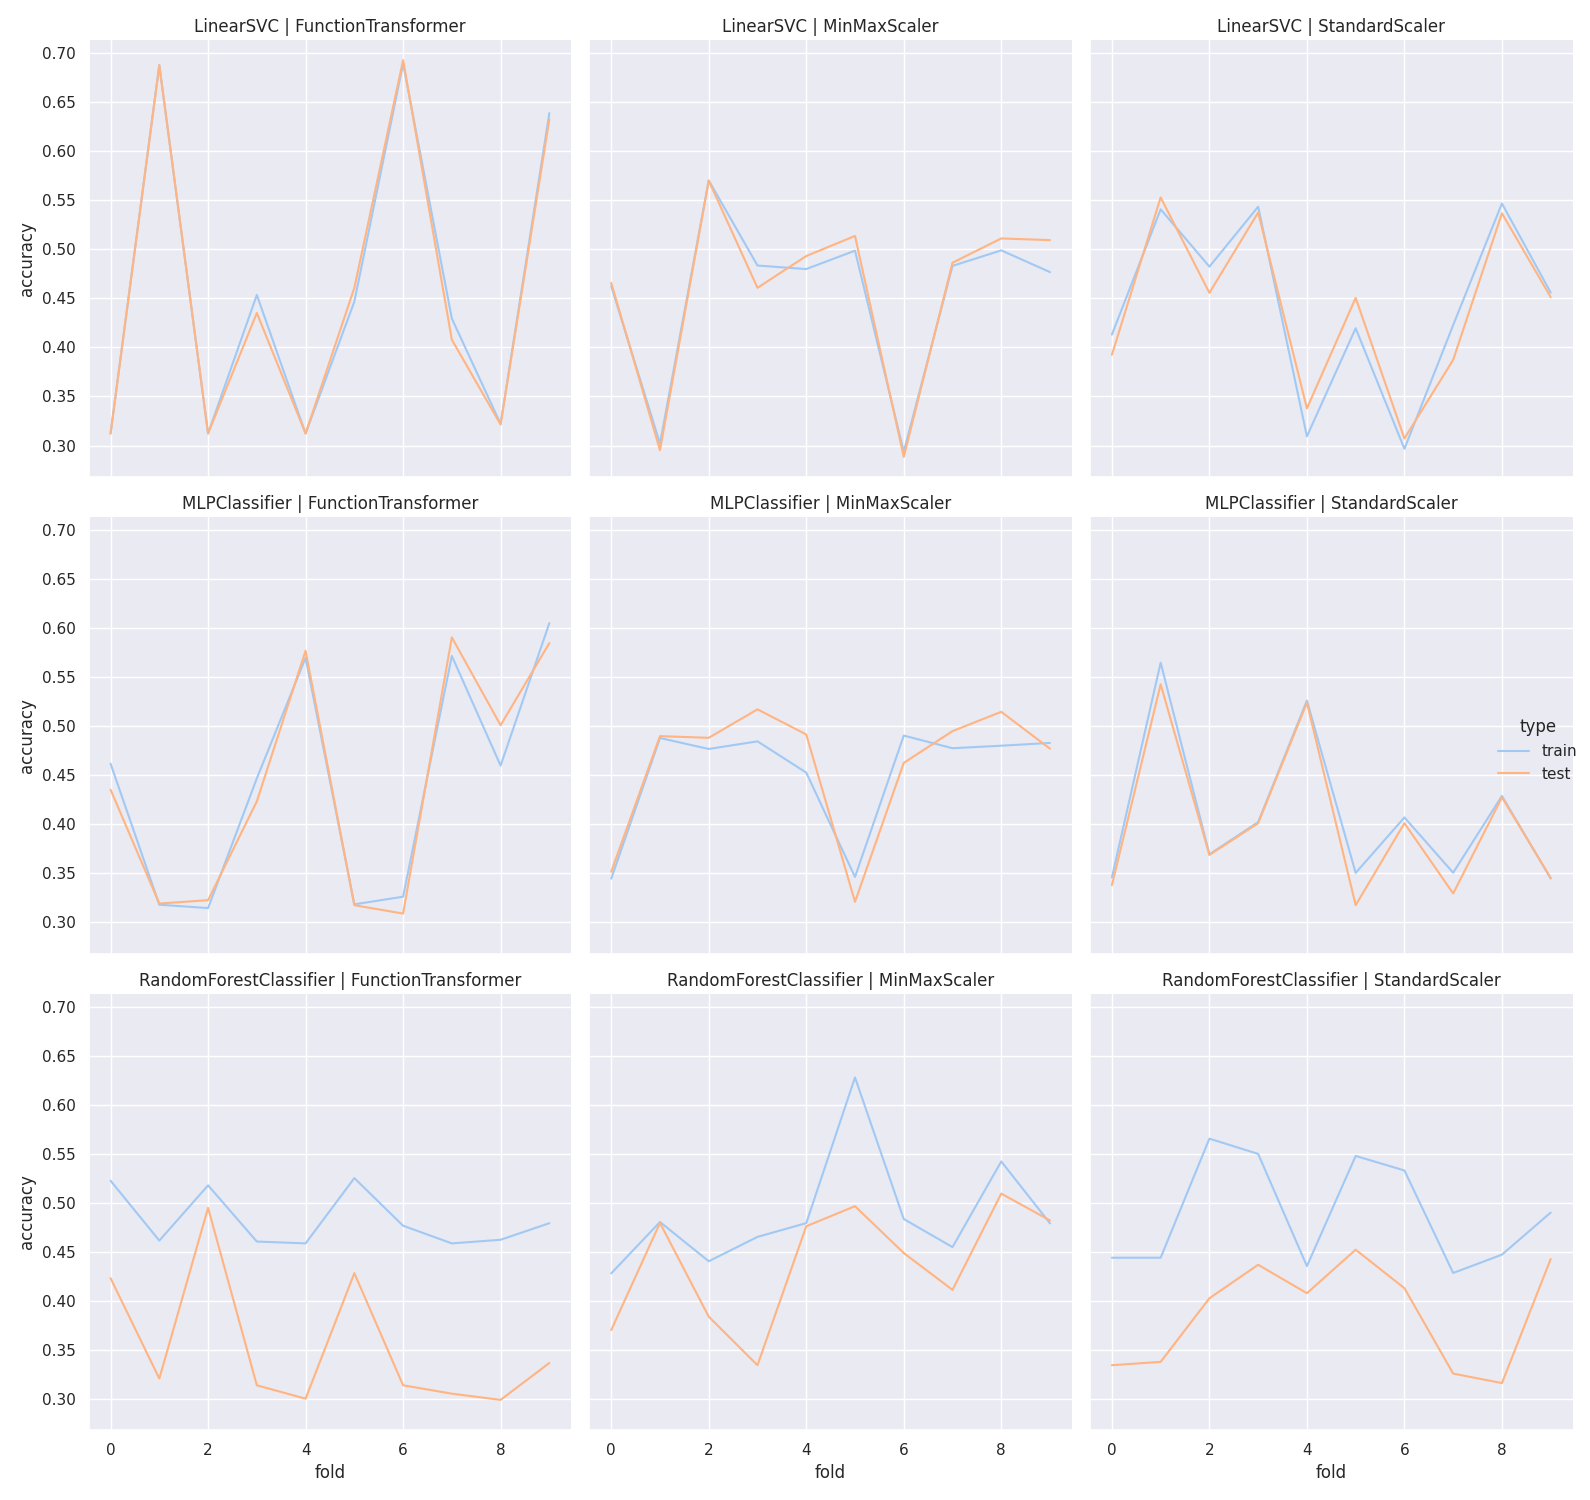 LinearSVC | FunctionTransformer
LinearSVC | MinMaxScaler
LinearSVC | StandardScaler
0.70
0.65
0.60
0.55
0.50
0.45
0.40
0.35
0.30
accuracy
MLPClassifier | FunctionTransformer
MLPClassifier | MinMaxScaler
MLPClassifier | StandardScaler
0.70
0.65
0.60
0.55
0.50
0.45
0.40
0.35
0.30
accuracy
type
train
test
RandomForestClassifier | FunctionTransformer
RandomForestClassifier | MinMaxScaler
RandomForestClassifier | StandardScaler
0.70
0.65
0.60
0.55
0.50
0.45
0.40
0.35
0.30
accuracy
0 2 4 6 8
0 2 4 6 8
0 2 4 6 8
fold
fold
fold